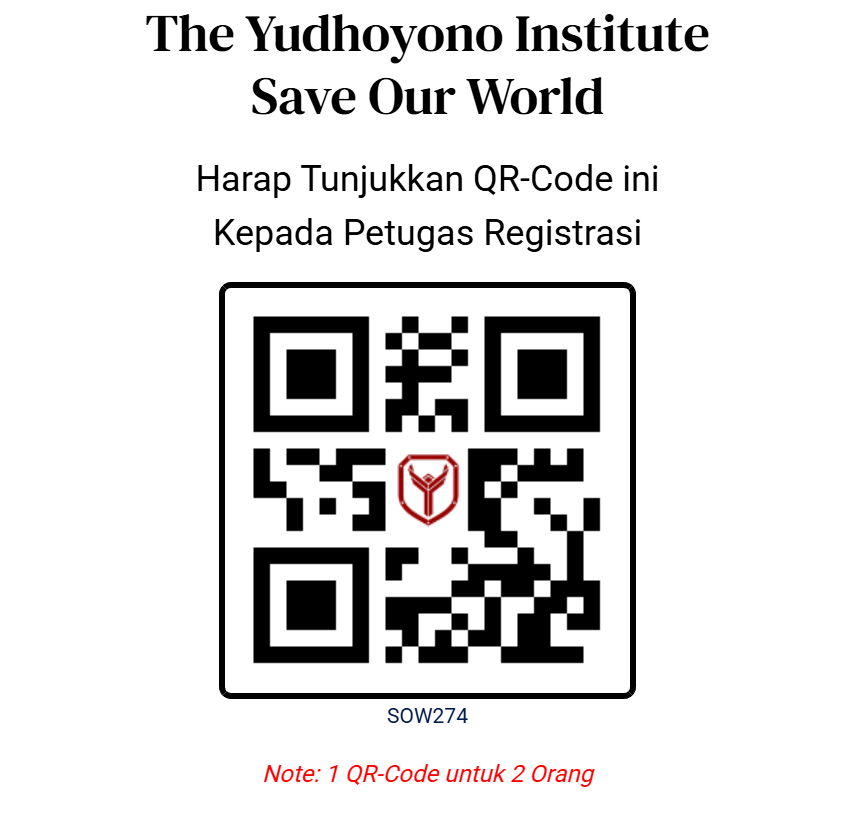 The Yudhoyono Institute
Save Our World
Harap Tunjukkan QR-Code ini
Kepada Petugas Registrasi
SOW274
Note: 1 QR-Code untuk 2 Orang